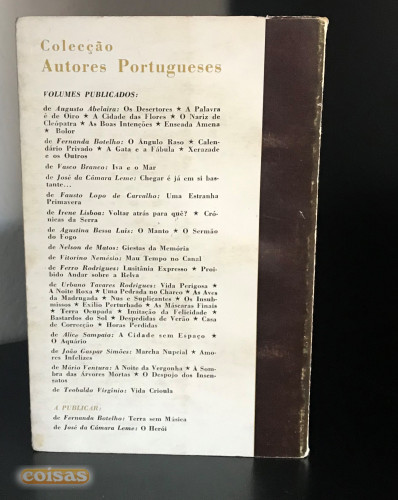 Colecção
Autores Portugueses
VOLUMES PUBLICADOS:
de Augusto Abelaira: Os Desertores ★ A Palavra
é de Oiro ★ A Cidade das Flores ★ O Nariz de
Cleópatra ★ As Boas Intenções ★ Enseada Amena
★ Bolor
de Fernanda Botelha: O Ângulo Raso ★ Calen-
dário Privado ★ A Gata e a Fábula ★ Xerazade
e os Outros
de Vasco Branco: Iva e o Mar
de José da Câmara Leme: Chegar é já em si bas-
tante...
de Fausto Lopo de Carvalho: Uma Estranha
Primavera
de Irene Lisboa: Voltar atrás para quê? ★ Cró-
nicas da Serra
de Agustina Bessa Luís: O Manto ★ O Sermão
do Fogo
de Nelson de Matos: Giestas da Memória
de Vitorino Nemésio: Mau Tempo no Canal
de Ferro Rodrigues: Lusitânia Expresso ★ Proi-
bido Andar sobre a Relva
de Urbano Tavares Rodrigues: Vida Perigosa ★
A Noite Roxa ★ Uma Pedrada no Charco ★ As Aves
da Madrugada ★ Nus e Suplicantes ★ Os Insub-
missos ★ Exílio Perturbado ★ As Máscaras Finais
★ Terra Ocupada ★ Imitação da Felicidade ★
Bastardos do Sol ★ Despedidas de Verão ★ Casa
de Correcção ★ Horas Perdidas
de Alice Sampaio: A Cidade sem Espaço ★
O Aquário
de João Gaspar Simões: Marcha Nupcial ★ Amo-
res Infelizes
de Mário Ventura: A Noite da Vergonha ★ À Som-
bra das Árvores Mortas ★ O Despojo dos Insen-
satos
de Teobaldo Virgínio: Vida Crioula
A PUBLICAR:
de Fernanda Botelha: Terra sem Música
de José da Câmara Leme: O Herói
coisas